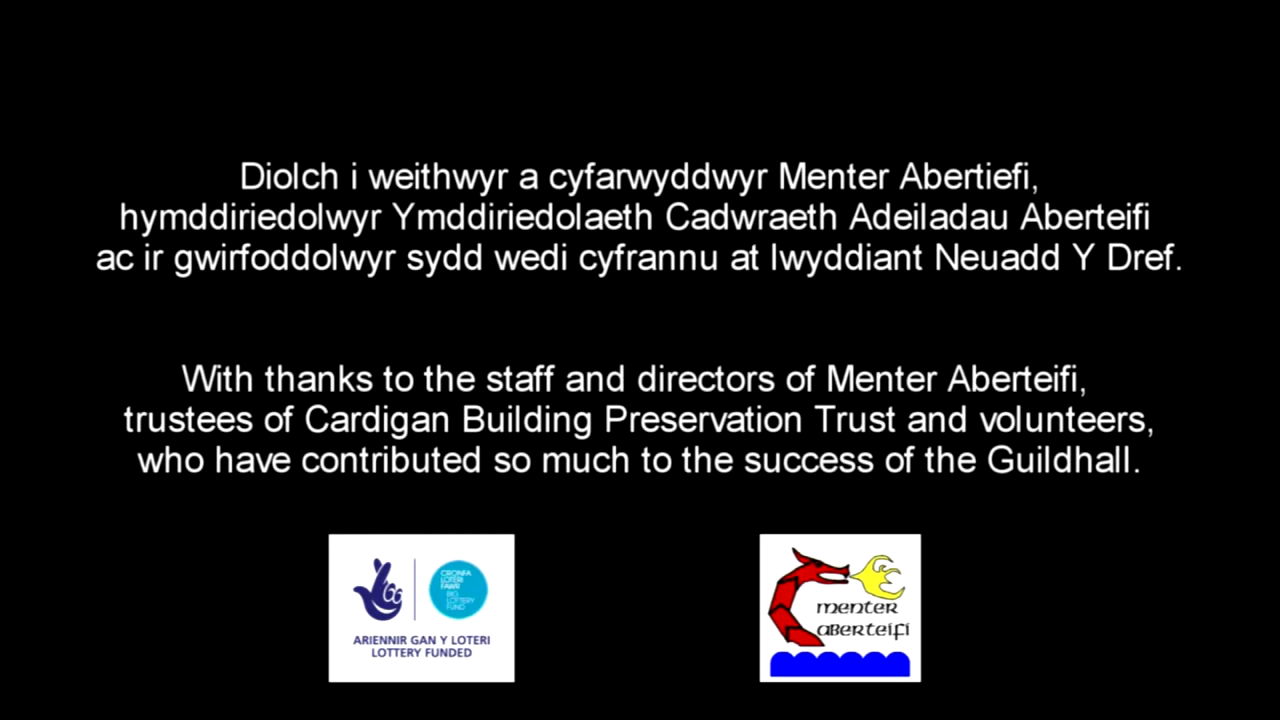 Diolch i weithwyr a cyfarwyddwyr Menter Abertiefi,
hymddiriedolwyr Ymddiriedolaeth Cadwraeth Adeiladau Aberteifi
ac ir gwirfoddolwyr sydd wedi cyfrannu at lwyddiant Neuadd Y Dref.
With thanks to the staff and directors of Menter Aberteifi,
trustees of Cardigan Building Preservation Trust and volunteers,
who have contributed so much to the success of the Guildhall.
CRONFA
LOTERI
FAWR
BIG
LOTTERY
FUND
ARIENNIR GAN Y LOTERI
LOTTERY FUNDED
menter
aberteifi